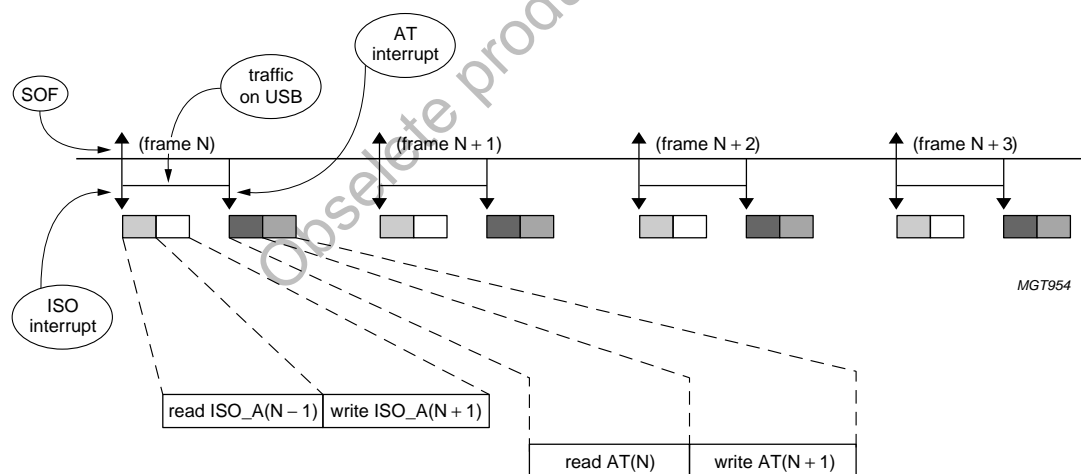 AT
interrupt
traffic
on USB
SOF
(frame N)
(frame N + 1)
(frame N + 2)
(frame N + 3)
Obselete produ
MGT954
ISO
interrupt
read ISO_A(N − 1)
write ISO_A(N + 1)
read AT(N)
write AT(N + 1)